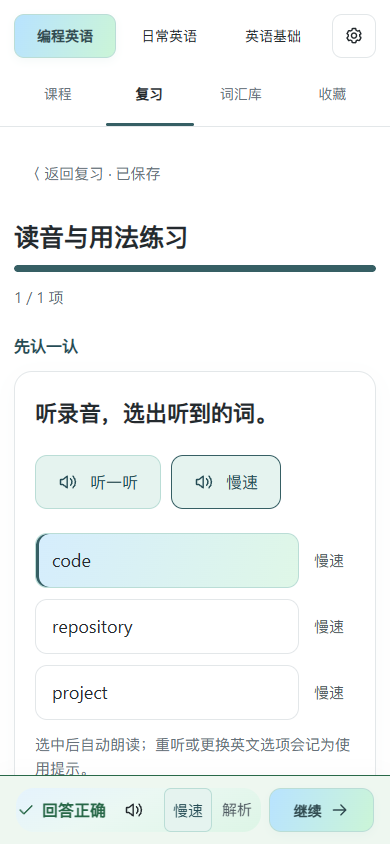 编程英语 日常英语 英语基础
课程 复习 词汇库 收藏
〈 返回复习 · 已保存
读音与用法练习
1 / 1 项
先认一认
听录音，选出听到的词。
听一听 慢速
code 慢速
repository 慢速
project 慢速
选中后自动朗读；重听或更换英文选项会记为使
用提示。
回答正确 慢速 解析 继续